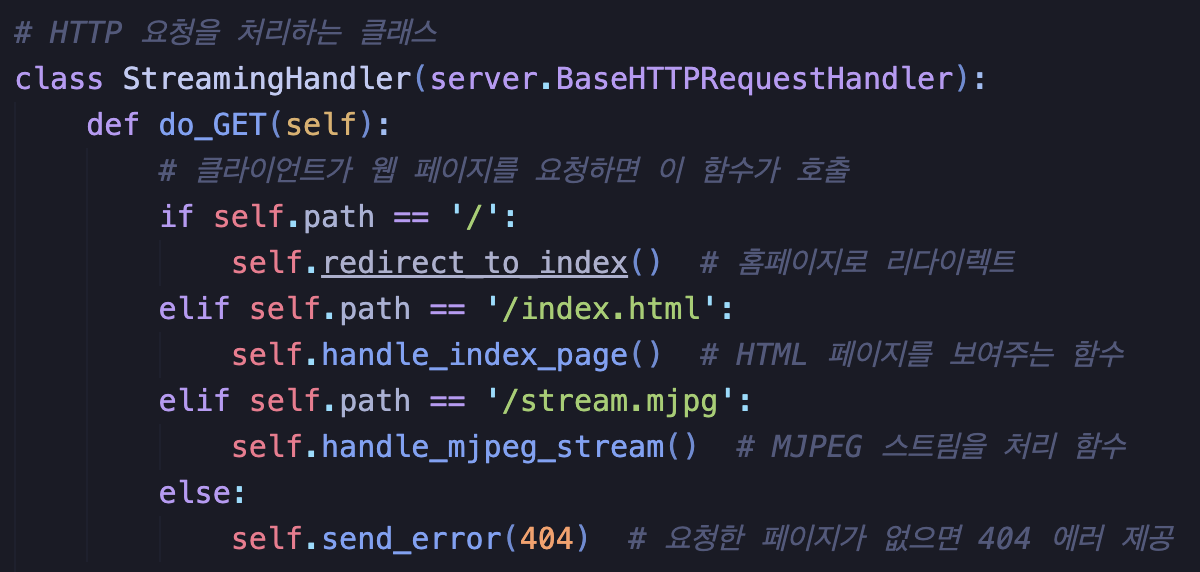 # HTTP 요청을 처리하는 클래스
class StreamingHandler(server.BaseHTTPRequestHandler):
    def do_GET(self):
        # 클라이언트가 웹 페이지를 요청하면 이 함수가 호출
        if self.path == '/':
            self.redirect_to_index()  # 홈페이지로 리다이렉트
        elif self.path == '/index.html':
            self.handle_index_page()  # HTML 페이지를 보여주는 함수
        elif self.path == '/stream.mjpg':
            self.handle_mjpeg_stream()  # MJPEG 스트림을 처리 함수
        else:
            self.send_error(404)  # 요청한 페이지가 없으면 404 에러 제공